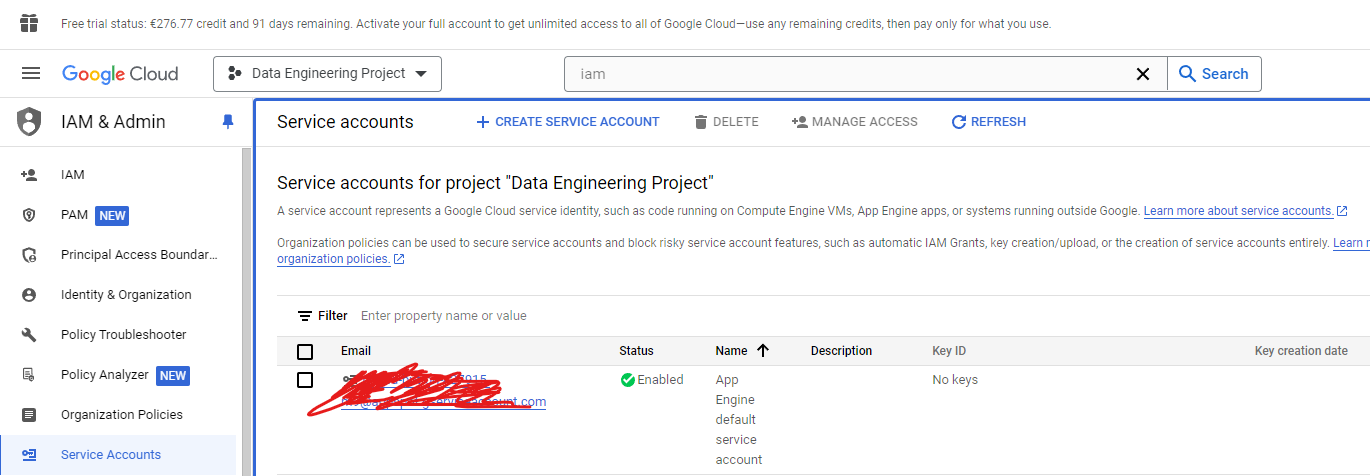 Free trial status: €276.77 credit and 91 days remaining. Activate your full account to get unlimited access to all of Google Cloud—use any remaining credits, then pay only for what you use.
Google Cloud
Data Engineering Project
iam
Search
IAM & Admin
Service accounts
CREATE SERVICE ACCOUNT
DELETE
MANAGE ACCESS
REFRESH
IAM
PAM NEW
Principal Access Boundar...
Identity & Organization
Policy Troubleshooter
Policy Analyzer NEW
Organization Policies
Service Accounts
Service accounts for project "Data Engineering Project"
A service account represents a Google Cloud service identity, such as code running on Compute Engine VMs, App Engine apps, or systems running outside Google. Learn more about service accounts.
Organization policies can be used to secure service accounts and block risky service account features, such as automatic IAM Grants, key creation/upload, or the creation of service accounts entirely. Learn
organization policies.
Filter Enter property name or value
Email Status Name Description Key ID Key creation date
Enabled App No keys
Engine
default
service
account